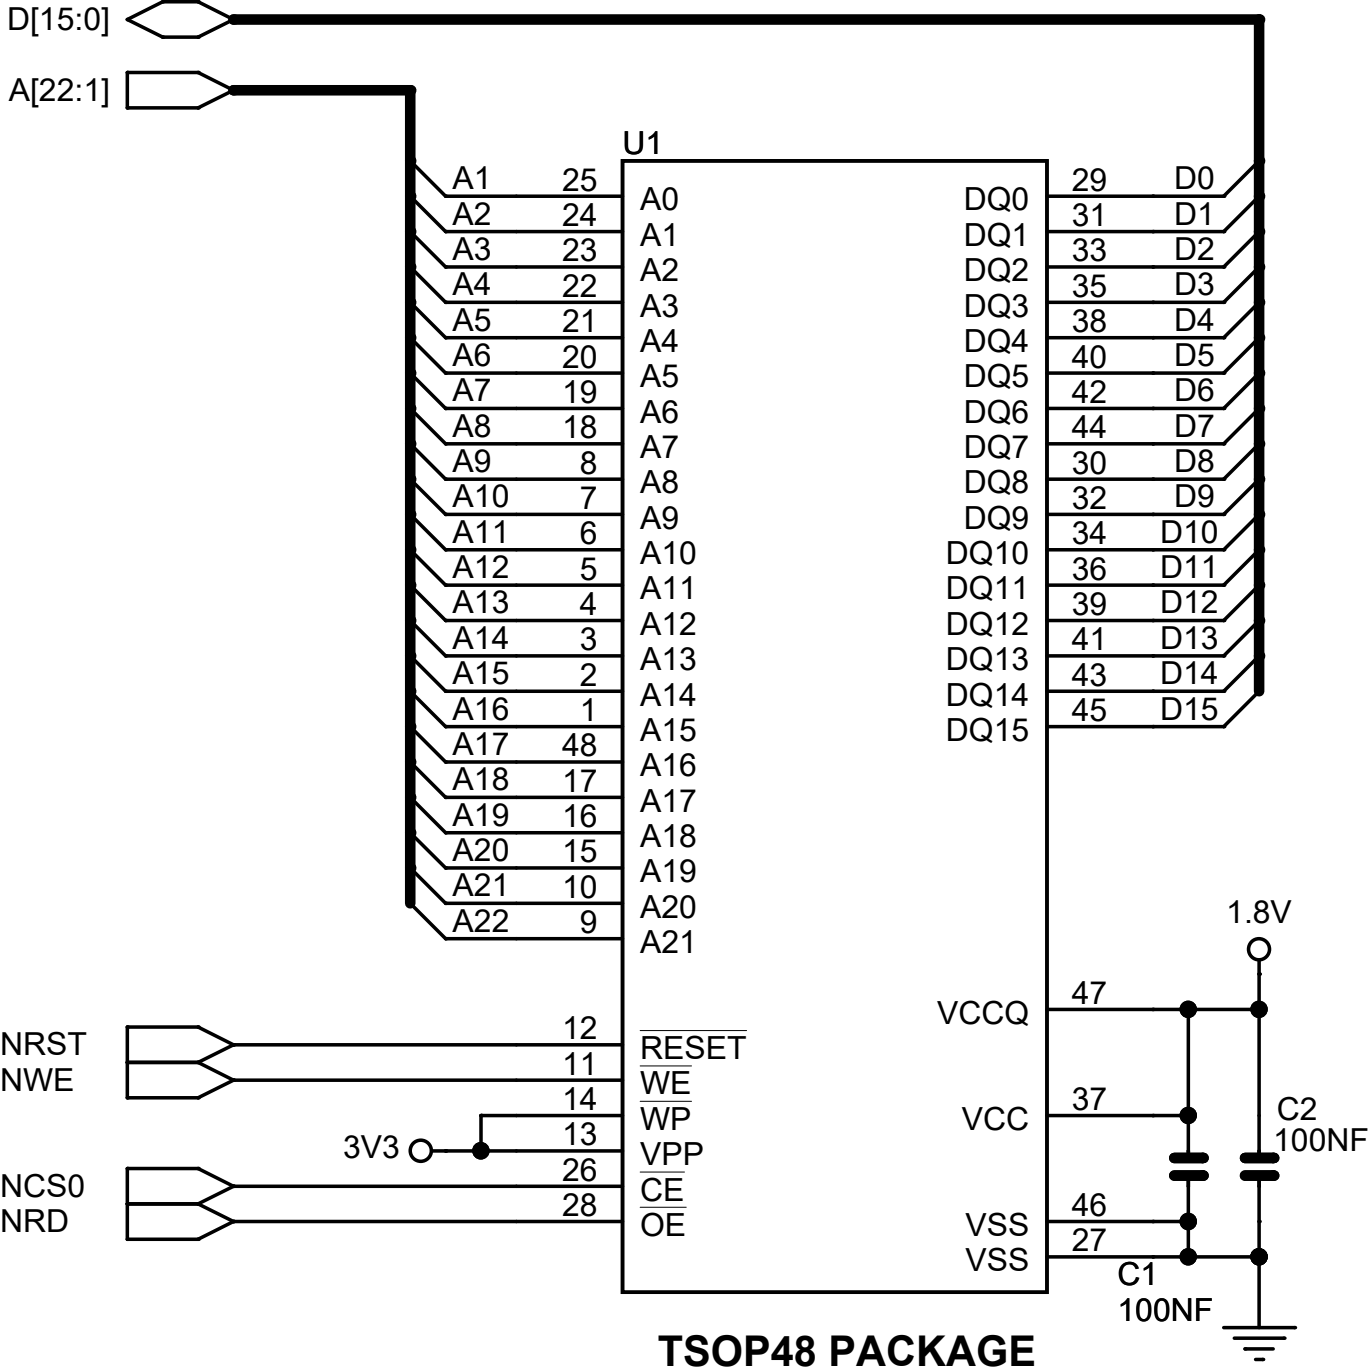 D[15:0]
A[22:1]
U1
A1 25 A0 DQ0 29 D0
A2 24 A1 DQ1 31 D1
A3 23 A2 DQ2 33 D2
A4 22 A3 DQ3 35 D3
A5 21 A4 DQ4 38 D4
A6 20 A5 DQ5 40 D5
A7 19 A6 DQ6 42 D6
A8 18 A7 DQ7 44 D7
A9 8 A8 DQ8 30 D8
A10 7 A9 DQ9 32 D9
A11 6 A10 DQ10 34 D10
A12 5 A11 DQ11 36 D11
A13 4 A12 DQ12 39 D12
A14 3 A13 DQ13 41 D13
A15 2 A14 DQ14 43 D14
A16 1 A15 DQ15 45 D15
A17 48 A16
A18 17 A17
A19 16 A18
A20 15 A19
A21 10 A20
A22 9 A21
1.8V
VCCQ 47
NRST 12 RESET
NWE 11 WE
14 WP VCC 37 C2
3V3 13 VPP 100NF
NCS0 26 CE
NRD 28 OE VSS 46
VSS 27
C1
100NF
TSOP48 PACKAGE